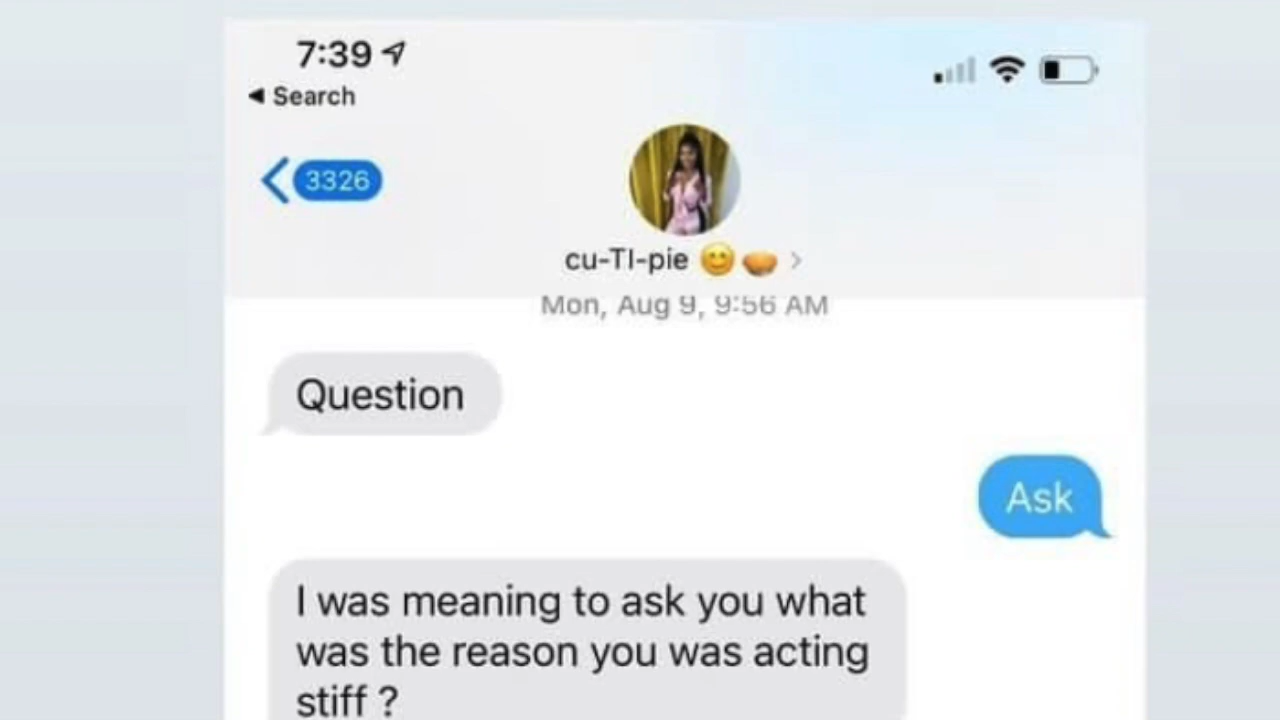 7:39
◀ Search
3326
cu-TI-pie 😊🥧 >
Mon, Aug 9, 9:56 AM
Question
Ask
I was meaning to ask you what
was the reason you was acting
stiff ?